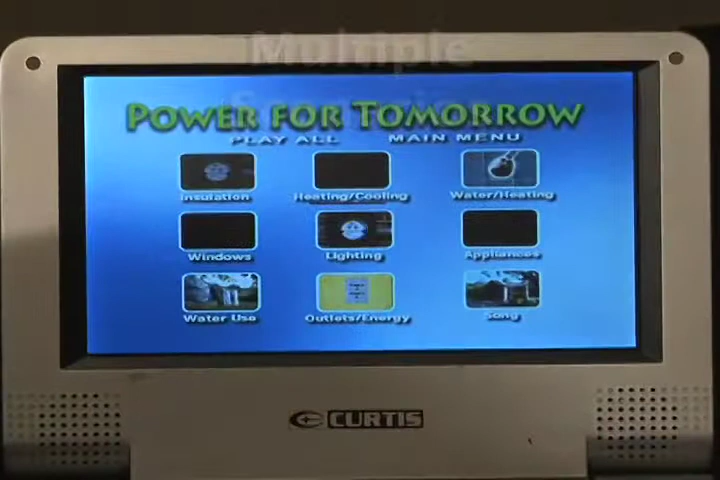 Multiple
POWER FOR TOMORROW
PLAY ALL MAIN MENU
Insulation Heating/Cooling Water/Heating
Windows Lighting Appliances
Water Use Outlets/Energy Song
CURTIS